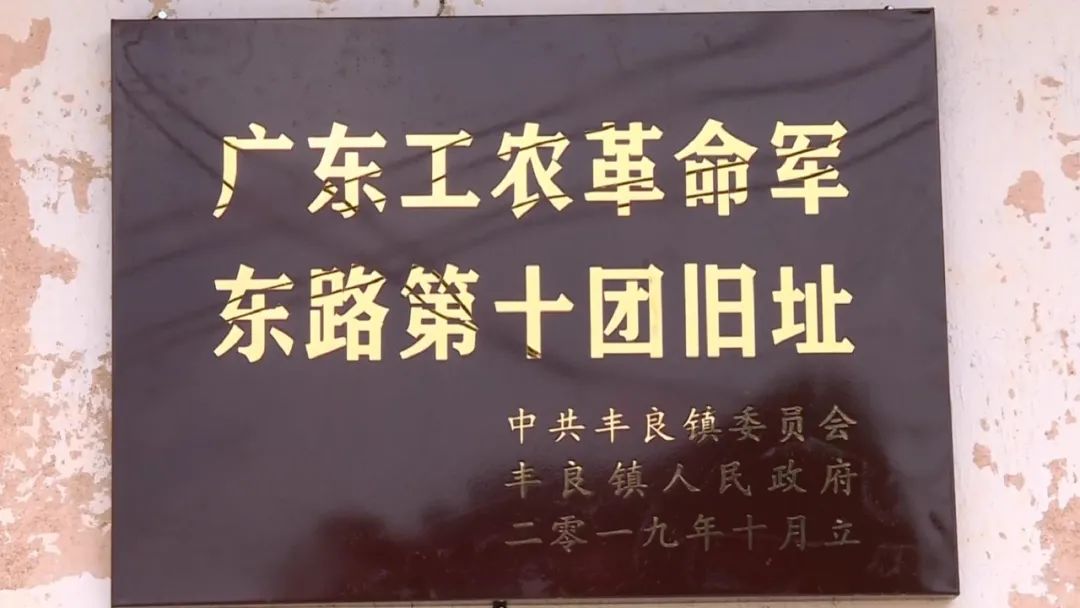 广东工农革命军
东路第十团旧址
中共丰良镇委员会
丰良镇人民政府
二零一九年十月立